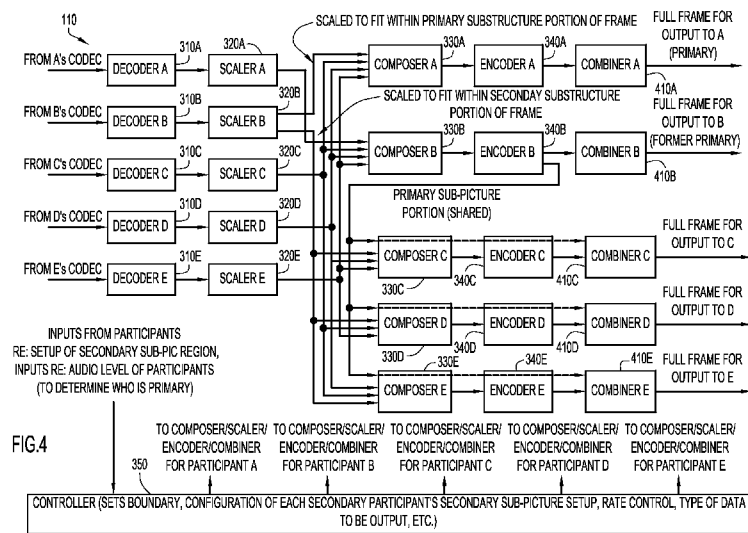 110
FROM A's CODEC
310A
DECODER A
320A
SCALER A
SCALED TO FIT WITHIN PRIMARY SUBSTRUCTURE PORTION OF FRAME
330A
COMPOSER A
340A
ENCODER A
COMBINER A
410A
FULL FRAME FOR
OUTPUT TO A
(PRIMARY)
FROM B's CODEC
310B
DECODER B
320B
SCALER B
SCALED TO FIT WITHIN SECONDAY SUBSTRUCTURE
PORTION OF FRAME
330B
COMPOSER B
340B
ENCODER B
COMBINER B
410B
FULL FRAME FOR
OUTPUT TO B
(FORMER PRIMARY)
FROM C's CODEC
310C
DECODER C
320C
SCALER C
PRIMARY SUB-PICTURE
PORTION (SHARED)
FROM D's CODEC
310D
DECODER D
320D
SCALER D
COMPOSER C
330C
ENCODER C
340C
COMBINER C
410C
FULL FRAME FOR
OUTPUT TO C
FROM E's CODEC
310E
DECODER E
320E
SCALER E
COMPOSER D
330D
ENCODER D
340D
COMBINER D
410D
FULL FRAME FOR
OUTPUT TO D
INPUTS FROM PARTICIPANTS
RE: SETUP OF SECONDARY SUB-PIC REGION,
INPUTS RE: AUDIO LEVEL OF PARTICIPANTS
(TO DETERMINE WHO IS PRIMARY)
330E
COMPOSER E
340E
ENCODER E
410E
COMBINER E
FULL FRAME FOR
OUTPUT TO E
FIG.4
TO COMPOSER/SCALER/
ENCODER/COMBINER
FOR PARTICIPANT A
TO COMPOSER/SCALER/
ENCODER/COMBINER
FOR PARTICIPANT B
TO COMPOSER/SCALER/
ENCODER/COMBINER
FOR PARTICIPANT C
TO COMPOSER/SCALER/
ENCODER/COMBINER
FOR PARTICIPANT D
TO COMPOSER/SCALER/
ENCODER/COMBINER
FOR PARTICIPANT E
350
CONTROLLER (SETS BOUNDARY, CONFIGURATION OF EACH SECONDARY PARTICIPANT'S SECONDARY SUB-PICTURE SETUP, RATE CONTROL, TYPE OF DATA
TO BE OUTPUT, ETC.)